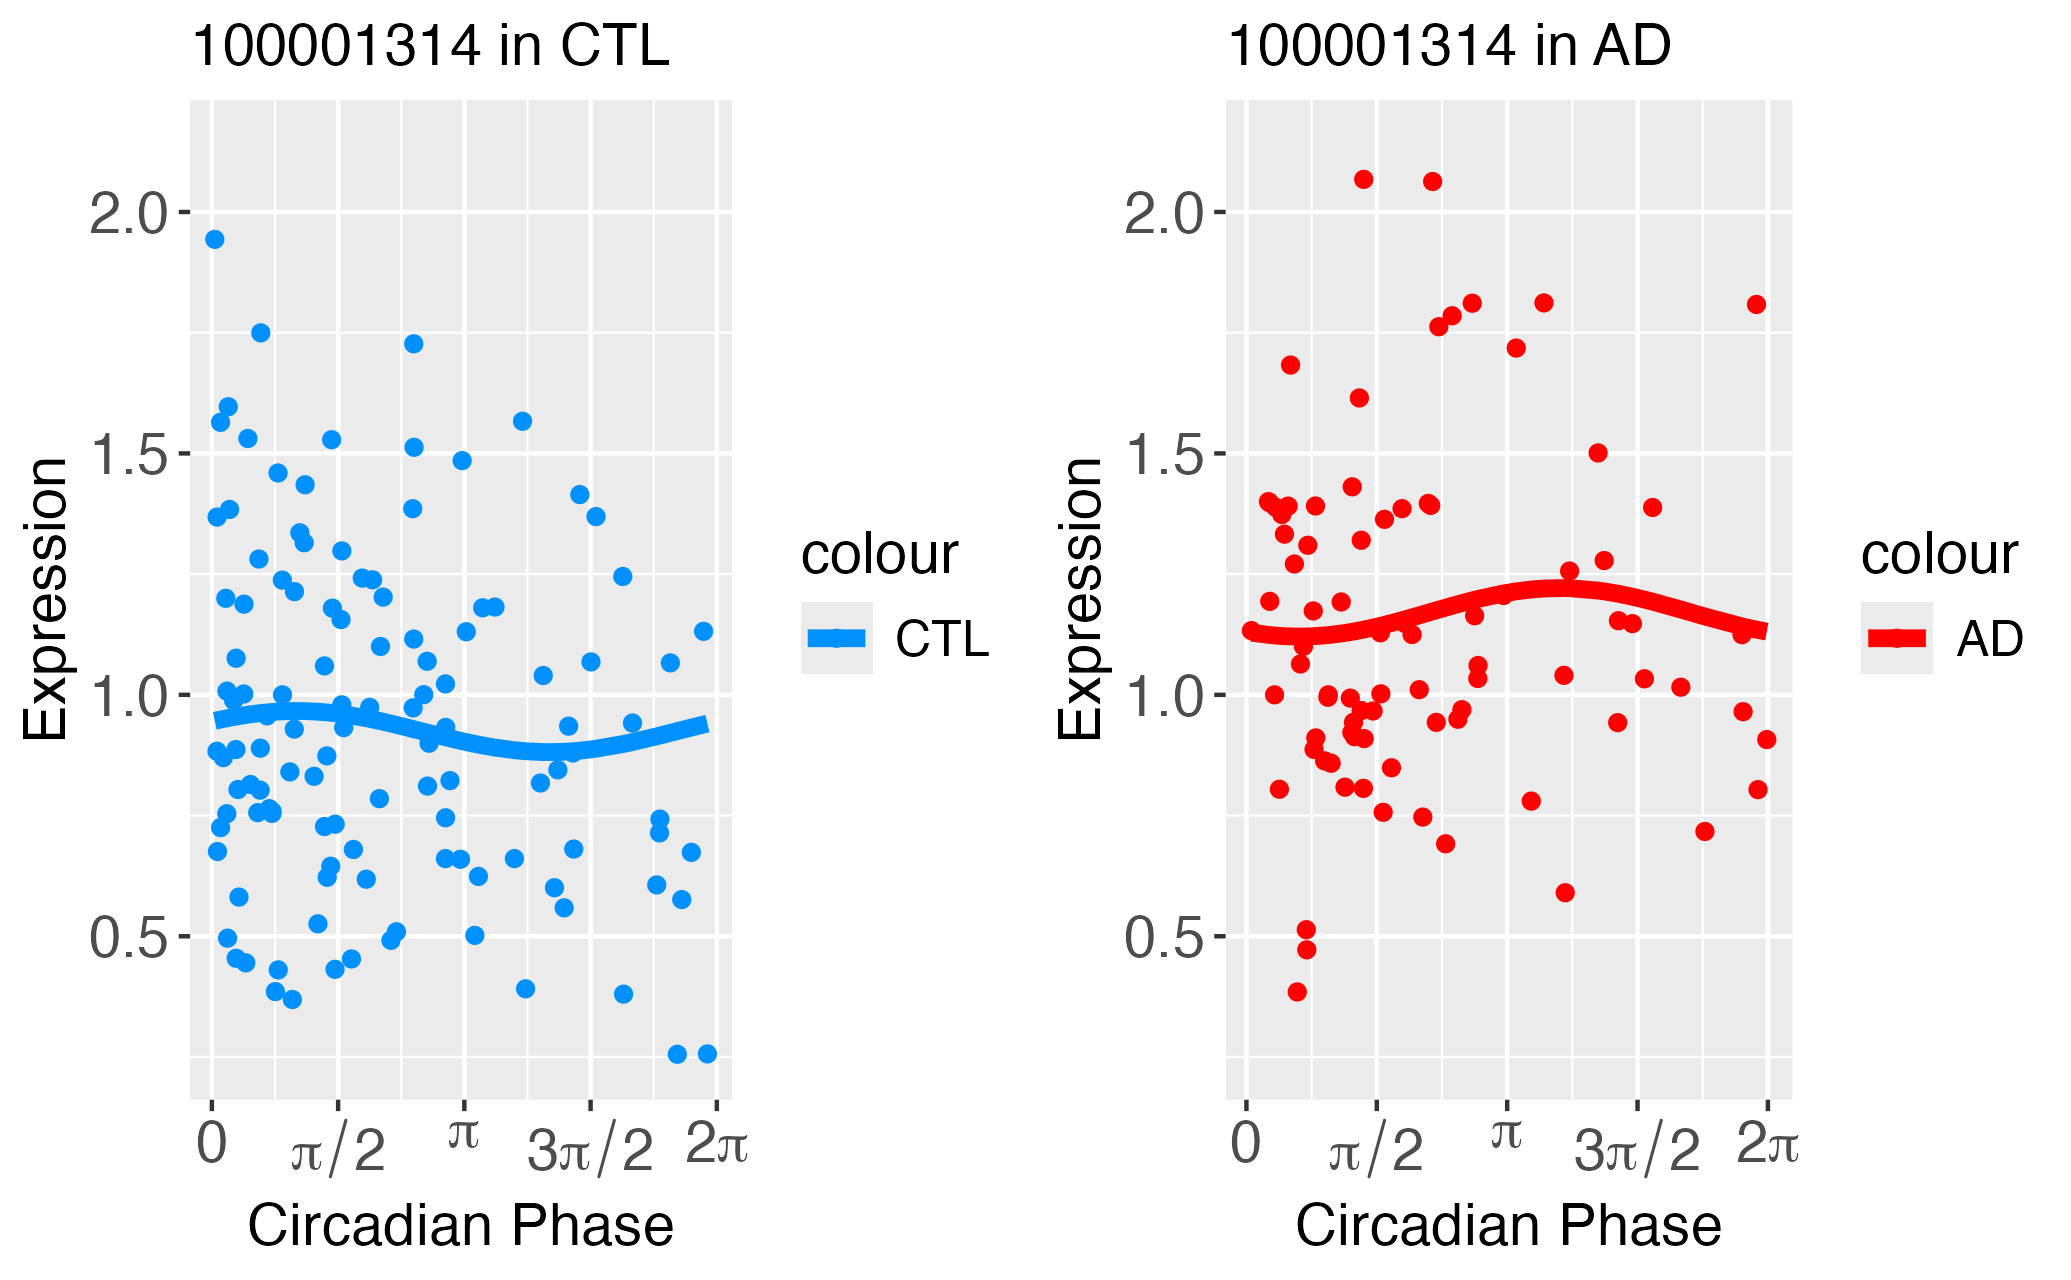 100001314 in CTL
2.0
1.5
1.0
0.5
Expression
0
π/2
π
3π/2
2π
Circadian Phase
colour
CTL
100001314 in AD
2.0
1.5
1.0
0.5
Expression
0
π/2
π
3π/2
2π
Circadian Phase
colour
AD